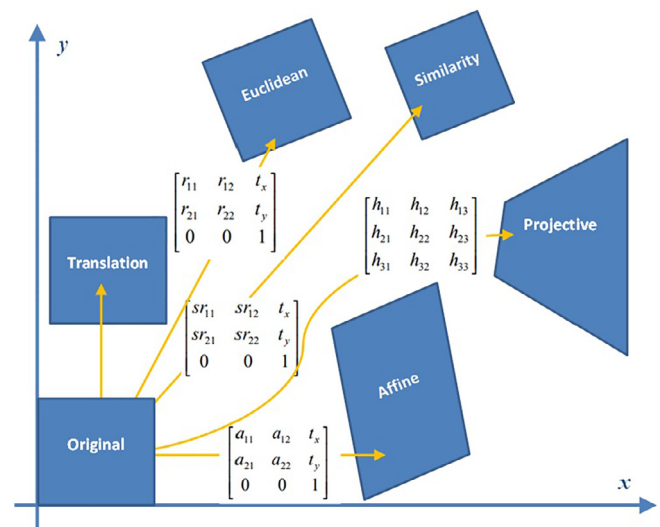 y
Euclidean
Similarity
r11 r12 tx
r21 r22 ty
0 0 1
h11 h12 h13
h21 h22 h23
h31 h32 h33
Projective
Translation
sr11 sr12 tx
sr21 sr22 ty
0 0 1
Affine
Original
a11 a12 tx
a21 a22 ty
0 0 1
x